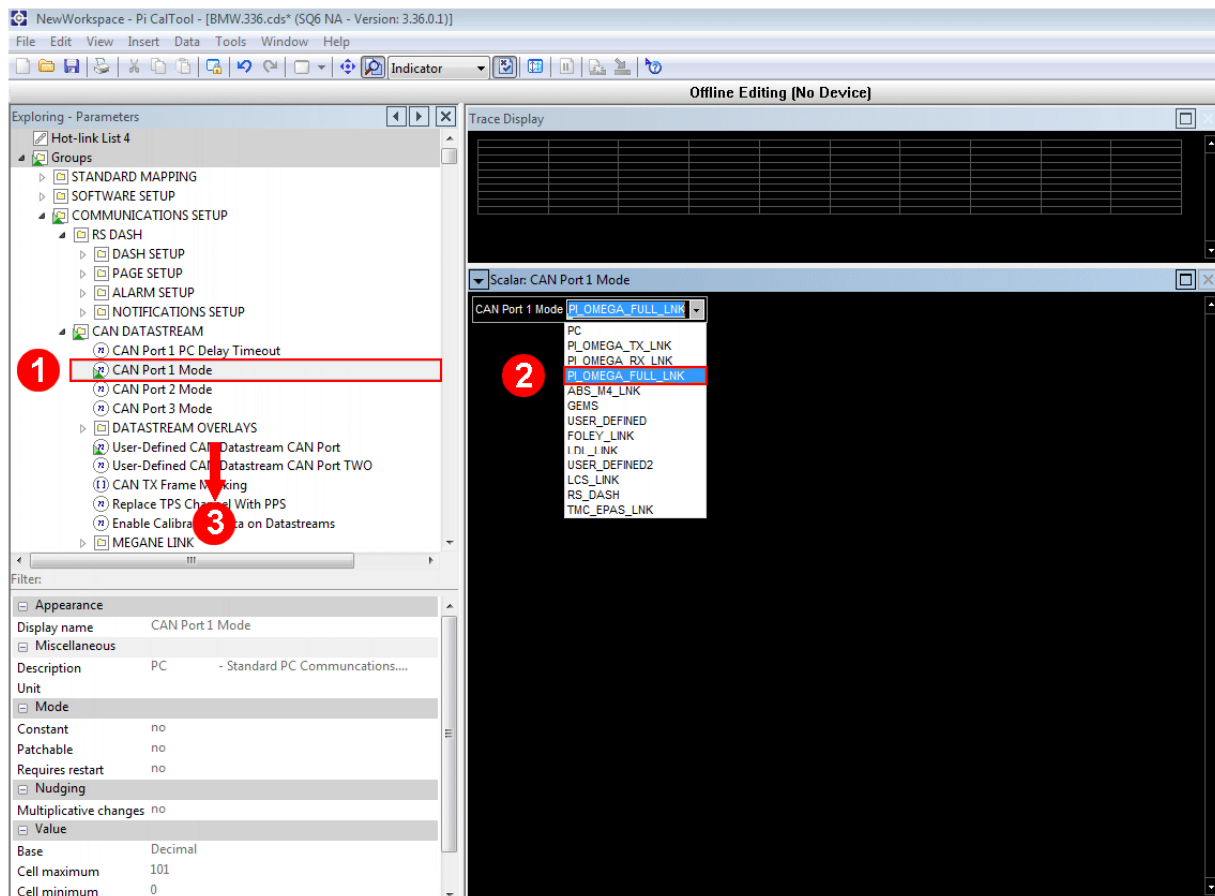 NewWorkspace - Pi CalTool - [BMW.336.cds* (SQ6 NA - Version: 3.36.0.1)]
File Edit View Insert Data Tools Window Help
Indicator
Offline Editing (No Device)
Exploring - Parameters
Hot-link List 4
Groups
STANDARD MAPPING
SOFTWARE SETUP
COMMUNICATIONS SETUP
RS DASH
DASH SETUP
PAGE SETUP
ALARM SETUP
NOTIFICATIONS SETUP
CAN DATASTREAM
CAN Port 1 PC Delay Timeout
1
CAN Port 1 Mode
CAN Port 2 Mode
CAN Port 3 Mode
DATASTREAM OVERLAYS
User-Defined CAN Datastream CAN Port
User-Defined CAN Datastream CAN Port TWO
CAN TX Frame
Replace TPS With PPS
3
Enable on Datastreams
MEGANE LINK
Filter:
Appearance
Display name CAN Port 1 Mode
Miscellaneous
Description PC - Standard PC Communcations....
Unit
Mode
Constant no
Patchable no
Requires restart no
Nudging
Multiplicative changes no
Value
Base Decimal
Cell maximum 101
Cell minimum 0
Trace Display
Scalar: CAN Port 1 Mode
CAN Port 1 Mode PI_OMEGA_FULL_LNK
PC
PI_OMEGA_TX_LNK
PI_OMEGA_RX_LNK
2
PI_OMEGA_FULL_LNK
ABS_M4_LNK
GEMS
USER_DEFINED
FOLEY_LINK
LDL_LINK
USER_DEFINED2
LCS_LINK
RS_DASH
TMC_EPAS_LNK